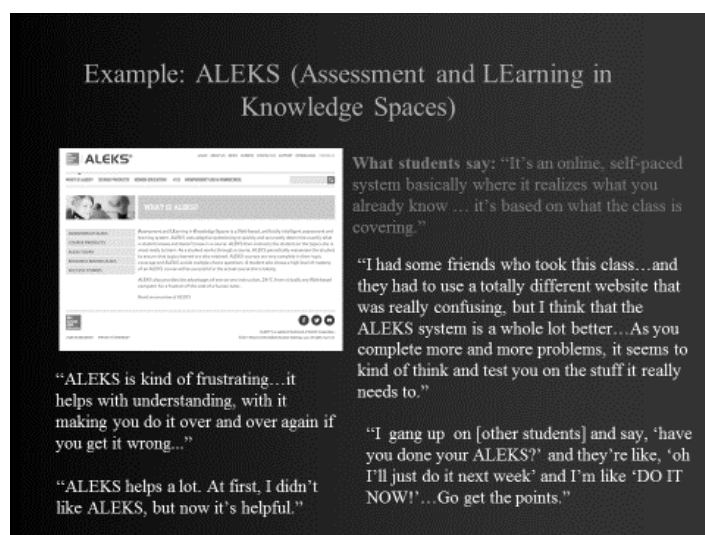 Example: ALEKS (Assessment and LEarning in
Knowledge Spaces)
ALEKS
WHAT IS ALEKS?
What students say: “It’s an online, self-paced
system basically where it realizes what you
already know … it’s based on what the class is
covering.”
“I had some friends who took this class…and
they had to use a totally different website that
was really confusing, but I think that the
ALEKS system is a whole lot better…As you
complete more and more problems, it seems to
kind of think and test you on the stuff it really
needs to.”
“ALEKS is kind of frustrating…it
helps with understanding, with it
making you do it over and over again if
you get it wrong...”
“I gang up on [other students] and say, ‘have
you done your ALEKS?’ and they’re like, ‘oh
I’ll just do it next week’ and I’m like ‘DO IT
NOW!’…Go get the points.”
“ALEKS helps a lot. At first, I didn’t
like ALEKS, but now it’s helpful.”